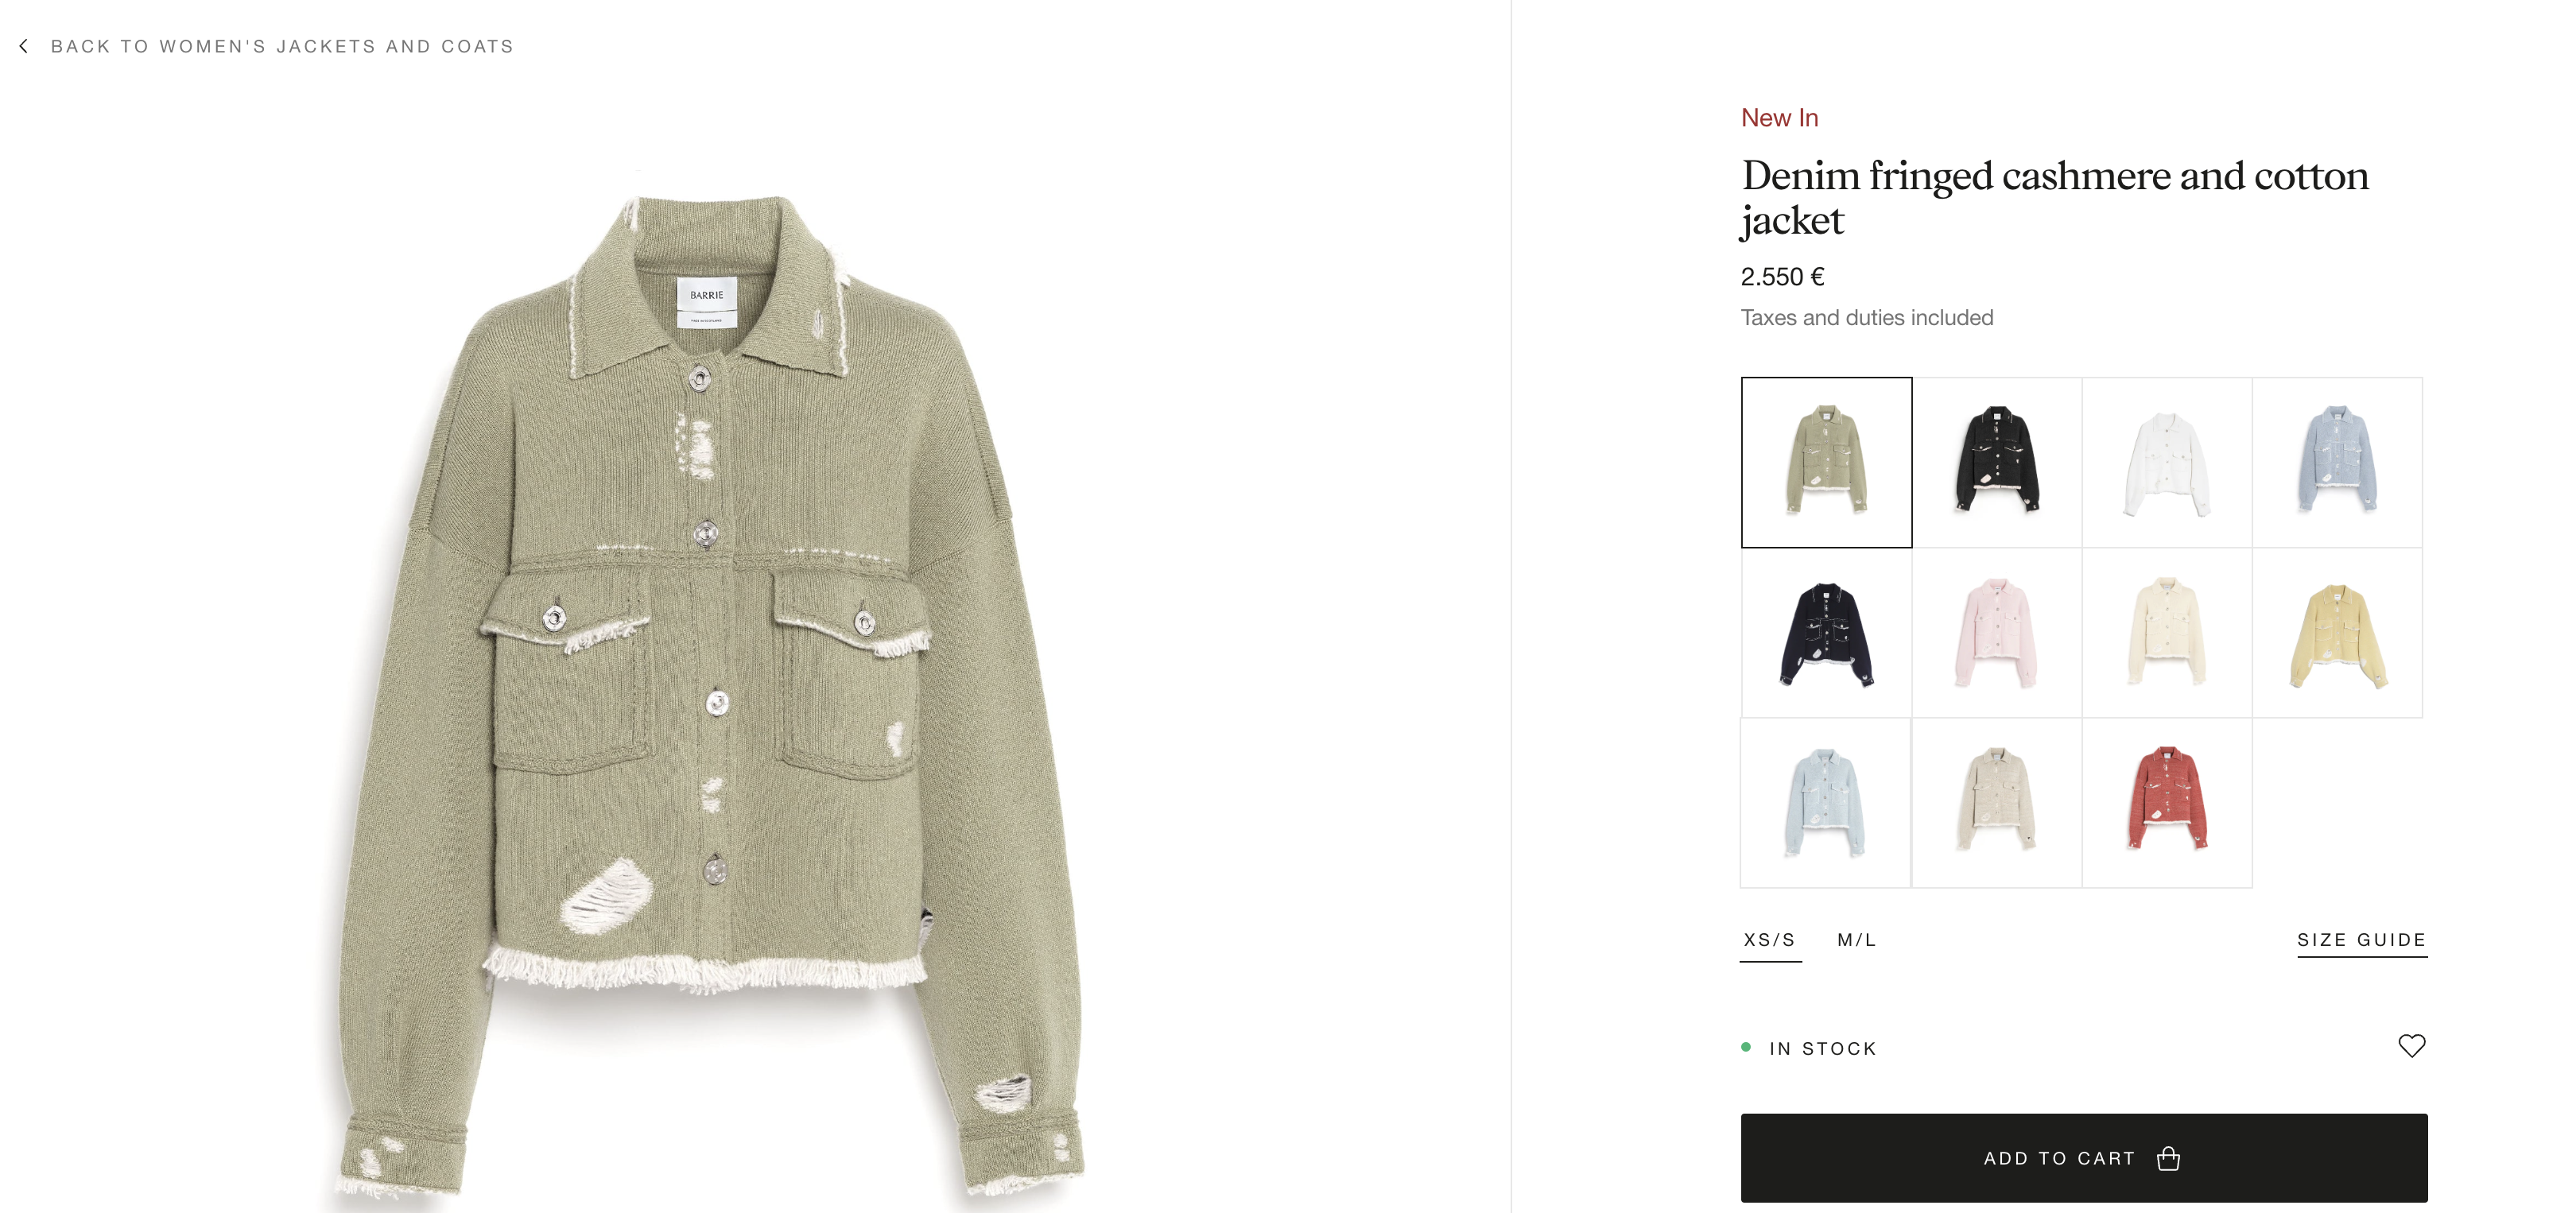 BACK TO WOMEN'S JACKETS AND COATS
BARRIE
New In
Denim fringed cashmere and cotton
jacket
2.550 €
Taxes and duties included
XS/S M/L SIZE GUIDE
IN STOCK
ADD TO CART